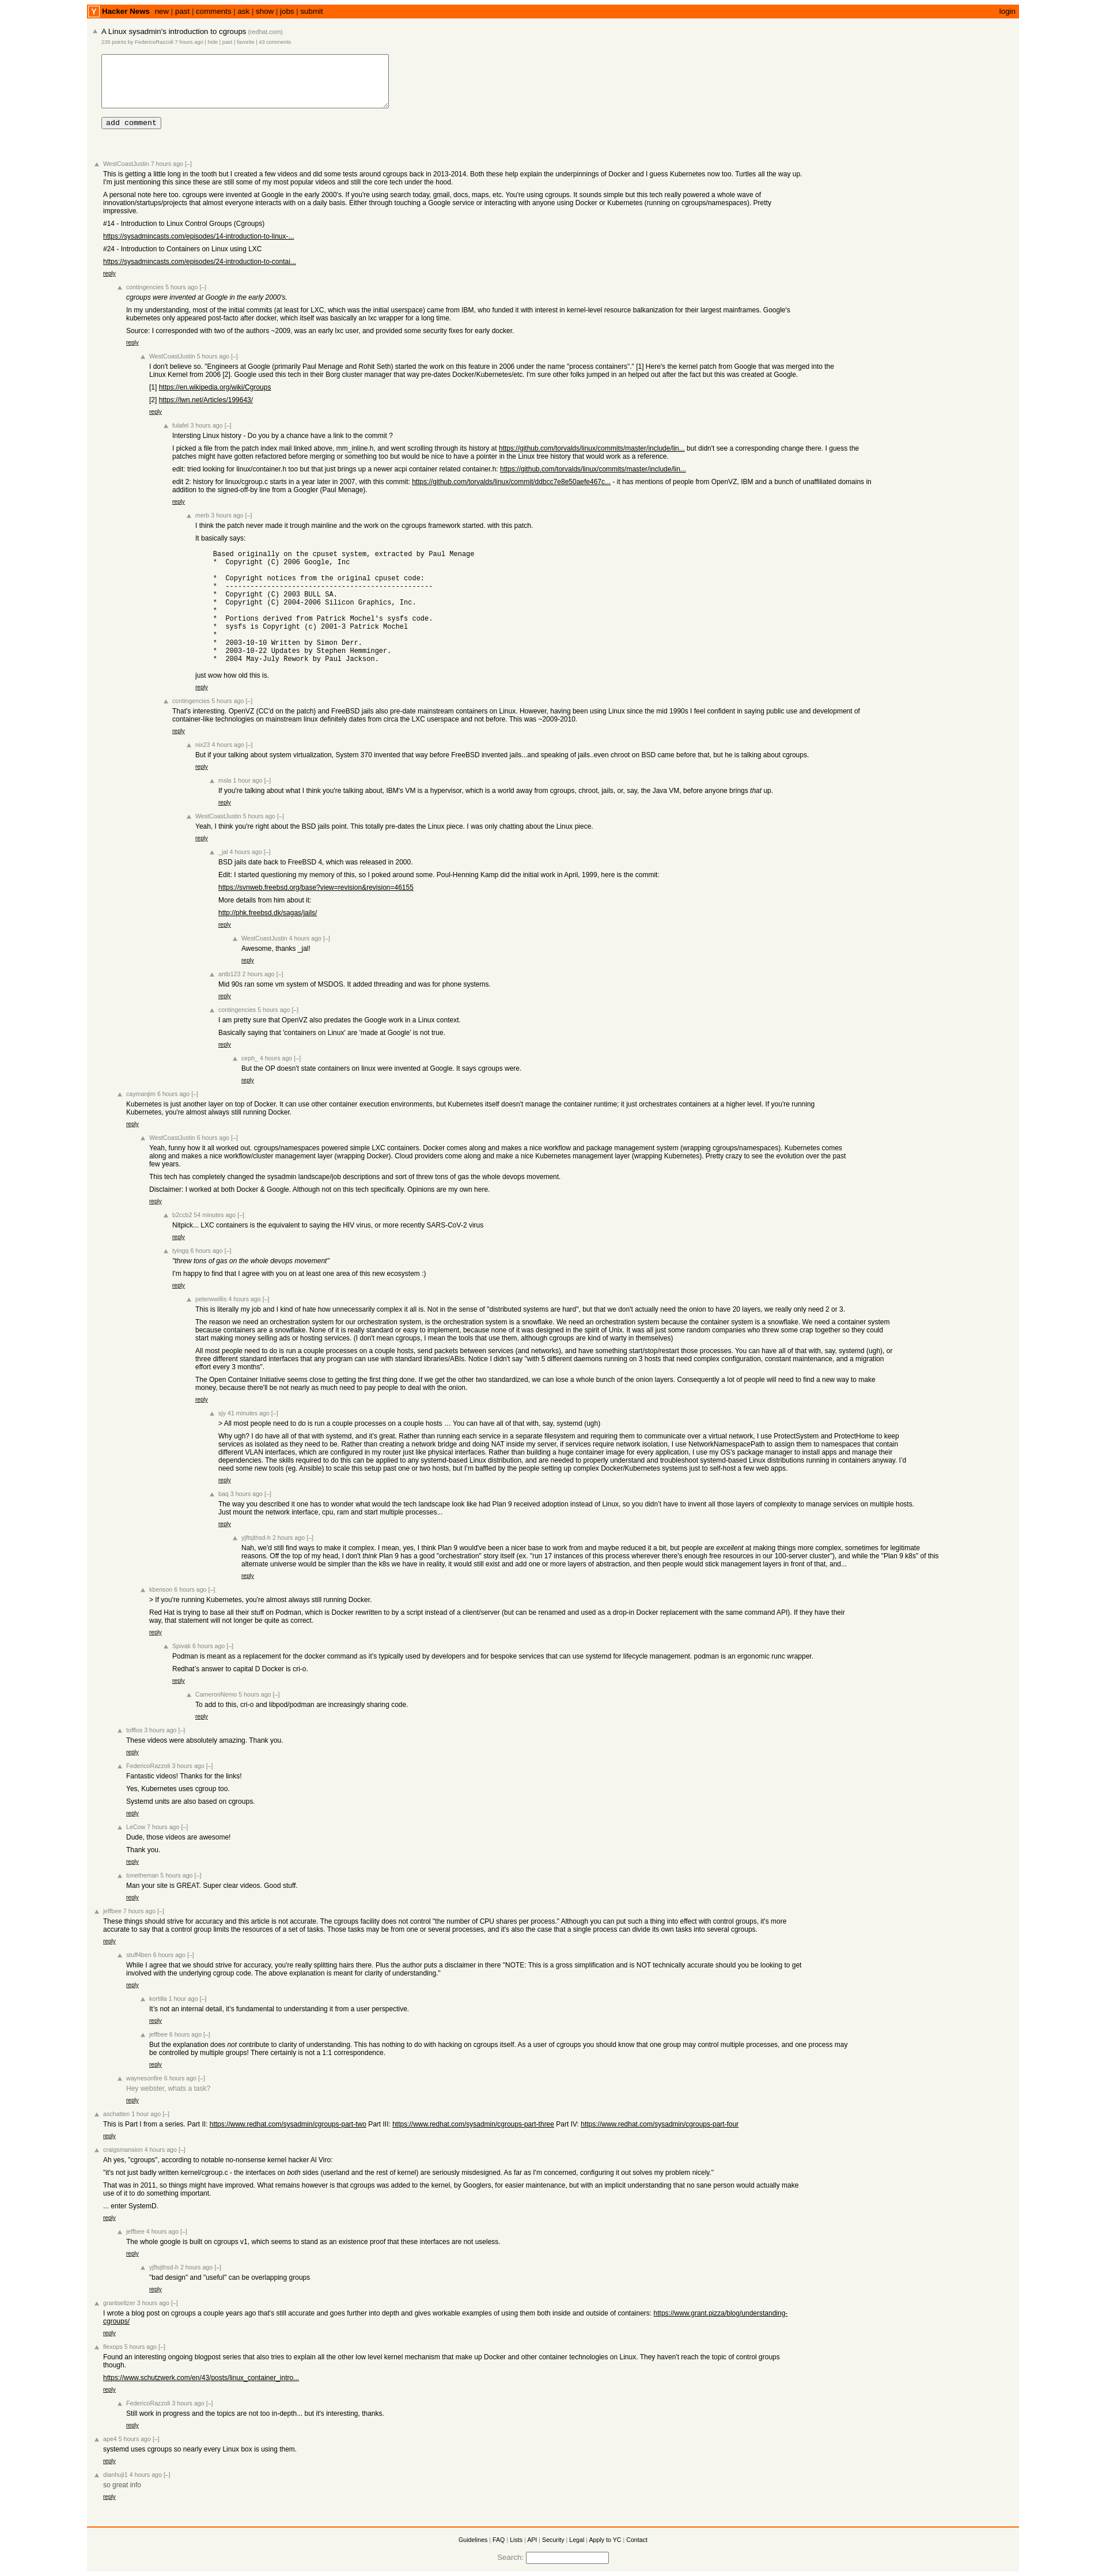 Y Hacker News new | past | comments | ask | show | jobs | submit login
A Linux sysadmin's introduction to cgroups (redhat.com)
235 points by FedericoRazzoli 7 hours ago | hide | past | favorite | 43 comments
add comment
WestCoastJustin 7 hours ago [–]
This is getting a little long in the tooth but I created a few videos and did some tests around cgroups back in 2013-2014. Both these help explain the underpinnings of Docker and I guess Kubernetes now too. Turtles all the way up.
I'm just mentioning this since these are still some of my most popular videos and still the core tech under the hood.
A personal note here too. cgroups were invented at Google in the early 2000's. If you're using search today, gmail, docs, maps, etc. You're using cgroups. It sounds simple but this tech really powered a whole wave of
innovation/startups/projects that almost everyone interacts with on a daily basis. Either through touching a Google service or interacting with anyone using Docker or Kubernetes (running on cgroups/namespaces). Pretty
impressive.
#14 - Introduction to Linux Control Groups (Cgroups)
https://sysadmincasts.com/episodes/14-introduction-to-linux-...
#24 - Introduction to Containers on Linux using LXC
https://sysadmincasts.com/episodes/24-introduction-to-contai...
reply
contingencies 5 hours ago [–]
cgroups were invented at Google in the early 2000's.
In my understanding, most of the initial commits (at least for LXC, which was the initial userspace) came from IBM, who funded it with interest in kernel-level resource balkanization for their largest mainframes. Google's
kubernetes only appeared post-facto after docker, which itself was basically an lxc wrapper for a long time.
Source: I corresponded with two of the authors ~2009, was an early lxc user, and provided some security fixes for early docker.
reply
WestCoastJustin 5 hours ago [–]
I don't believe so. "Engineers at Google (primarily Paul Menage and Rohit Seth) started the work on this feature in 2006 under the name "process containers"." [1] Here's the kernel patch from Google that was merged into the
Linux Kernel from 2006 [2]. Google used this tech in their Borg cluster manager that way pre-dates Docker/Kubernetes/etc. I'm sure other folks jumped in an helped out after the fact but this was created at Google.
[1] https://en.wikipedia.org/wiki/Cgroups
[2] https://lwn.net/Articles/199643/
reply
fulafel 3 hours ago [–]
Intersting Linux history - Do you by a chance have a link to the commit ?
I picked a file from the patch index mail linked above, mm_inline.h, and went scrolling through its history at https://github.com/torvalds/linux/commits/master/include/lin... but didn't see a corresponding change there. I guess the
patches might have gotten refactored before merging or something too but would be nice to have a pointer in the Linux tree history that would work as a reference.
edit: tried looking for linux/container.h too but that just brings up a newer acpi container related container.h: https://github.com/torvalds/linux/commits/master/include/lin...
edit 2: history for linux/cgroup.c starts in a year later in 2007, with this commit: https://github.com/torvalds/linux/commit/ddbcc7e8e50aefe467c... - it has mentions of people from OpenVZ, IBM and a bunch of unaffiliated domains in
addition to the signed-off-by line from a Googler (Paul Menage).
reply
merb 3 hours ago [–]
I think the patch never made it trough mainline and the work on the cgroups framework started. with this patch.
It basically says:
Based originally on the cpuset system, extracted by Paul Menage
* Copyright (C) 2006 Google, Inc
* Copyright notices from the original cpuset code:
* --------------------------------------------------
* Copyright (C) 2003 BULL SA.
* Copyright (C) 2004-2006 Silicon Graphics, Inc.
*
* Portions derived from Patrick Mochel's sysfs code.
* sysfs is Copyright (c) 2001-3 Patrick Mochel
*
* 2003-10-10 Written by Simon Derr.
* 2003-10-22 Updates by Stephen Hemminger.
* 2004 May-July Rework by Paul Jackson.
just wow how old this is.
reply
contingencies 5 hours ago [–]
That's interesting. OpenVZ (CC'd on the patch) and FreeBSD jails also pre-date mainstream containers on Linux. However, having been using Linux since the mid 1990s I feel confident in saying public use and development of
container-like technologies on mainstream linux definitely dates from circa the LXC userspace and not before. This was ~2009-2010.
reply
nix23 4 hours ago [–]
But if your talking about system virtualization, System 370 invented that way before FreeBSD invented jails...and speaking of jails..even chroot on BSD came before that, but he is talking about cgroups.
reply
msla 1 hour ago [–]
If you're talking about what I think you're talking about, IBM's VM is a hypervisor, which is a world away from cgroups, chroot, jails, or, say, the Java VM, before anyone brings that up.
reply
WestCoastJustin 5 hours ago [–]
Yeah, I think you're right about the BSD jails point. This totally pre-dates the Linux piece. I was only chatting about the Linux piece.
reply
_jal 4 hours ago [–]
BSD jails date back to FreeBSD 4, which was released in 2000.
Edit: I started questioning my memory of this, so I poked around some. Poul-Henning Kamp did the initial work in April, 1999, here is the commit:
https://svnweb.freebsd.org/base?view=revision&revision=46155
More details from him about it:
http://phk.freebsd.dk/sagas/jails/
reply
WestCoastJustin 4 hours ago [–]
Awesome, thanks _jal!
reply
antb123 2 hours ago [–]
Mid 90s ran some vm system of MSDOS. It added threading and was for phone systems.
reply
contingencies 5 hours ago [–]
I am pretty sure that OpenVZ also predates the Google work in a Linux context.
Basically saying that 'containers on Linux' are 'made at Google' is not true.
reply
ceph_ 4 hours ago [–]
But the OP doesn't state containers on linux were invented at Google. It says cgroups were.
reply
caymanjim 6 hours ago [–]
Kubernetes is just another layer on top of Docker. It can use other container execution environments, but Kubernetes itself doesn't manage the container runtime; it just orchestrates containers at a higher level. If you're running
Kubernetes, you're almost always still running Docker.
reply
WestCoastJustin 6 hours ago [–]
Yeah, funny how it all worked out. cgroups/namespaces powered simple LXC containers. Docker comes along and makes a nice workflow and package management system (wrapping cgroups/namespaces). Kubernetes comes
along and makes a nice workflow/cluster management layer (wrapping Docker). Cloud providers come along and make a nice Kubernetes management layer (wrapping Kubernetes). Pretty crazy to see the evolution over the past
few years.
This tech has completely changed the sysadmin landscape/job descriptions and sort of threw tons of gas the whole devops movement.
Disclaimer: I worked at both Docker & Google. Although not on this tech specifically. Opinions are my own here.
reply
b2ccb2 54 minutes ago [–]
Nitpick... LXC containers is the equivalent to saying the HIV virus, or more recently SARS-CoV-2 virus
reply
tyingq 6 hours ago [–]
"threw tons of gas on the whole devops movement"
I'm happy to find that I agree with you on at least one area of this new ecosystem :)
reply
peterwwillis 4 hours ago [–]
This is literally my job and I kind of hate how unnecessarily complex it all is. Not in the sense of "distributed systems are hard", but that we don't actually need the onion to have 20 layers, we really only need 2 or 3.
The reason we need an orchestration system for our orchestration system, is the orchestration system is a snowflake. We need an orchestration system because the container system is a snowflake. We need a container system
because containers are a snowflake. None of it is really standard or easy to implement, because none of it was designed in the spirit of Unix. It was all just some random companies who threw some crap together so they could
start making money selling ads or hosting services. (I don't mean cgroups, I mean the tools that use them, although cgroups are kind of warty in themselves)
All most people need to do is run a couple processes on a couple hosts, send packets between services (and networks), and have something start/stop/restart those processes. You can have all of that with, say, systemd (ugh), or
three different standard interfaces that any program can use with standard libraries/ABIs. Notice I didn't say "with 5 different daemons running on 3 hosts that need complex configuration, constant maintenance, and a migration
effort every 3 months".
The Open Container Initiative seems close to getting the first thing done. If we get the other two standardized, we can lose a whole bunch of the onion layers. Consequently a lot of people will need to find a new way to make
money, because there'll be not nearly as much need to pay people to deal with the onion.
reply
sjy 41 minutes ago [–]
> All most people need to do is run a couple processes on a couple hosts … You can have all of that with, say, systemd (ugh)
Why ugh? I do have all of that with systemd, and it's great. Rather than running each service in a separate filesystem and requiring them to communicate over a virtual network, I use ProtectSystem and ProtectHome to keep
services as isolated as they need to be. Rather than creating a network bridge and doing NAT inside my server, if services require network isolation, I use NetworkNamespacePath to assign them to namespaces that contain
different VLAN interfaces, which are configured in my router just like physical interfaces. Rather than building a huge container image for every application, I use my OS's package manager to install apps and manage their
dependencies. The skills required to do this can be applied to any systemd-based Linux distribution, and are needed to properly understand and troubleshoot systemd-based Linux distributions running in containers anyway. I'd
need some new tools (eg. Ansible) to scale this setup past one or two hosts, but I'm baffled by the people setting up complex Docker/Kubernetes systems just to self-host a few web apps.
reply
baq 3 hours ago [–]
The way you described it one has to wonder what would the tech landscape look like had Plan 9 received adoption instead of Linux, so you didn't have to invent all those layers of complexity to manage services on multiple hosts.
Just mount the network interface, cpu, ram and start multiple processes...
reply
yjftsjthsd-h 2 hours ago [–]
Nah, we'd still find ways to make it complex. I mean, yes, I think Plan 9 would've been a nicer base to work from and maybe reduced it a bit, but people are excellent at making things more complex, sometimes for legitimate
reasons. Off the top of my head, I don't think Plan 9 has a good "orchestration" story itself (ex. "run 17 instances of this process wherever there's enough free resources in our 100-server cluster"), and while the "Plan 9 k8s" of this
alternate universe would be simpler than the k8s we have in reality, it would still exist and add one or more layers of abstraction, and then people would stick management layers in front of that, and...
reply
kbenson 6 hours ago [–]
> If you're running Kubernetes, you're almost always still running Docker.
Red Hat is trying to base all their stuff on Podman, which is Docker rewritten to by a script instead of a client/server (but can be renamed and used as a drop-in Docker replacement with the same command API). If they have their
way, that statement will not longer be quite as correct.
reply
Spivak 6 hours ago [–]
Podman is meant as a replacement for the docker command as it's typically used by developers and for bespoke services that can use systemd for lifecycle management. podman is an ergonomic runc wrapper.
Redhat's answer to capital D Docker is cri-o.
reply
CameronNemo 5 hours ago [–]
To add to this, cri-o and libpod/podman are increasingly sharing code.
reply
tofflos 3 hours ago [–]
These videos were absolutely amazing. Thank you.
reply
FedericoRazzoli 3 hours ago [–]
Fantastic videos! Thanks for the links!
Yes, Kubernetes uses cgroup too.
Systemd units are also based on cgroups.
reply
LeCow 7 hours ago [–]
Dude, those videos are awesome!
Thank you.
reply
tonetheman 5 hours ago [–]
Man your site is GREAT. Super clear videos. Good stuff.
reply
jeffbee 7 hours ago [–]
These things should strive for accuracy and this article is not accurate. The cgroups facility does not control "the number of CPU shares per process." Although you can put such a thing into effect with control groups, it's more
accurate to say that a control group limits the resources of a set of tasks. Those tasks may be from one or several processes, and it's also the case that a single process can divide its own tasks into several cgroups.
reply
stuff4ben 6 hours ago [–]
While I agree that we should strive for accuracy, you're really splitting hairs there. Plus the author puts a disclaimer in there "NOTE: This is a gross simplification and is NOT technically accurate should you be looking to get
involved with the underlying cgroup code. The above explanation is meant for clarity of understanding."
reply
kortilla 1 hour ago [–]
It's not an internal detail, it's fundamental to understanding it from a user perspective.
reply
jeffbee 6 hours ago [–]
But the explanation does not contribute to clarity of understanding. This has nothing to do with hacking on cgroups itself. As a user of cgroups you should know that one group may control multiple processes, and one process may
be controlled by multiple groups! There certainly is not a 1:1 correspondence.
reply
waynesonfire 6 hours ago [–]
Hey webster, whats a task?
reply
aschatten 1 hour ago [–]
This is Part I from a series. Part II: https://www.redhat.com/sysadmin/cgroups-part-two Part III: https://www.redhat.com/sysadmin/cgroups-part-three Part IV: https://www.redhat.com/sysadmin/cgroups-part-four
reply
craigsmansion 4 hours ago [–]
Ah yes, "cgroups", according to notable no-nonsense kernel hacker Al Viro:
"it's not just badly written kernel/cgroup.c - the interfaces on both sides (userland and the rest of kernel) are seriously misdesigned. As far as I'm concerned, configuring it out solves my problem nicely."
That was in 2011, so things might have improved. What remains however is that cgroups was added to the kernel, by Googlers, for easier maintenance, but with an implicit understanding that no sane person would actually make
use of it to do something important.
... enter SystemD.
reply
jeffbee 4 hours ago [–]
The whole google is built on cgroups v1, which seems to stand as an existence proof that these interfaces are not useless.
reply
yjftsjthsd-h 2 hours ago [–]
"bad design" and "useful" can be overlapping groups
reply
grantseltzer 3 hours ago [–]
I wrote a blog post on cgroups a couple years ago that's still accurate and goes further into depth and gives workable examples of using them both inside and outside of containers: https://www.grant.pizza/blog/understanding-
cgroups/
reply
flexops 5 hours ago [–]
Found an interesting ongoing blogpost series that also tries to explain all the other low level kernel mechanism that make up Docker and other container technologies on Linux. They haven't reach the topic of control groups
though.
https://www.schutzwerk.com/en/43/posts/linux_container_intro...
reply
FedericoRazzoli 3 hours ago [–]
Still work in progress and the topics are not too in-depth... but it's interesting, thanks.
reply
ape4 5 hours ago [–]
systemd uses cgroups so nearly every Linux box is using them.
reply
dianhuji1 4 hours ago [–]
so great info
reply
Guidelines | FAQ | Lists | API | Security | Legal | Apply to YC | Contact
Search: